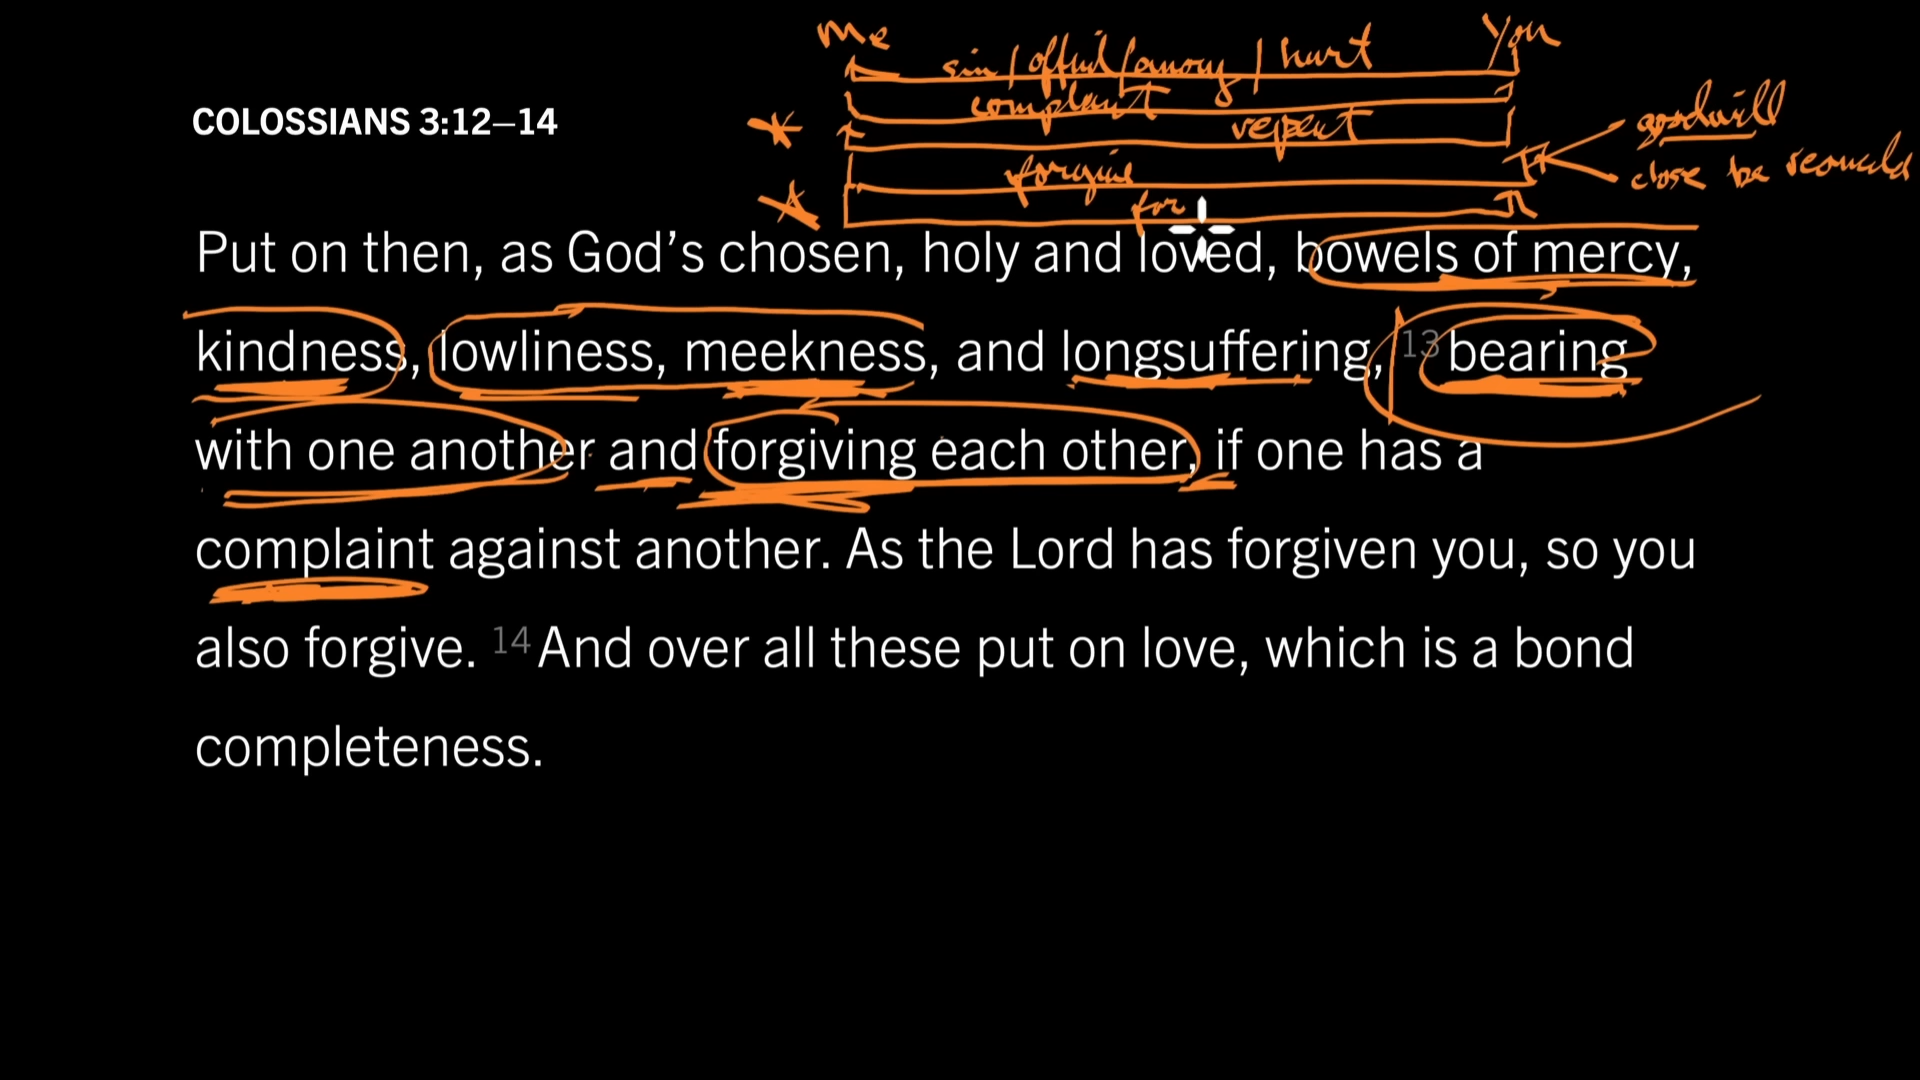 me you
sin / offend / annoy / hurt
complaint
goodwill
COLOSSIANS 3:12–14
repent
forgive
close be
for
Put on then, as God's chosen, holy and loved, bowels of mercy,
kindness, lowliness, meekness, and longsuffering, 13 bearing
with one another and forgiving each other, if one has a
complaint against another. As the Lord has forgiven you, so you
also forgive. 14 And over all these put on love, which is a bond
completeness.